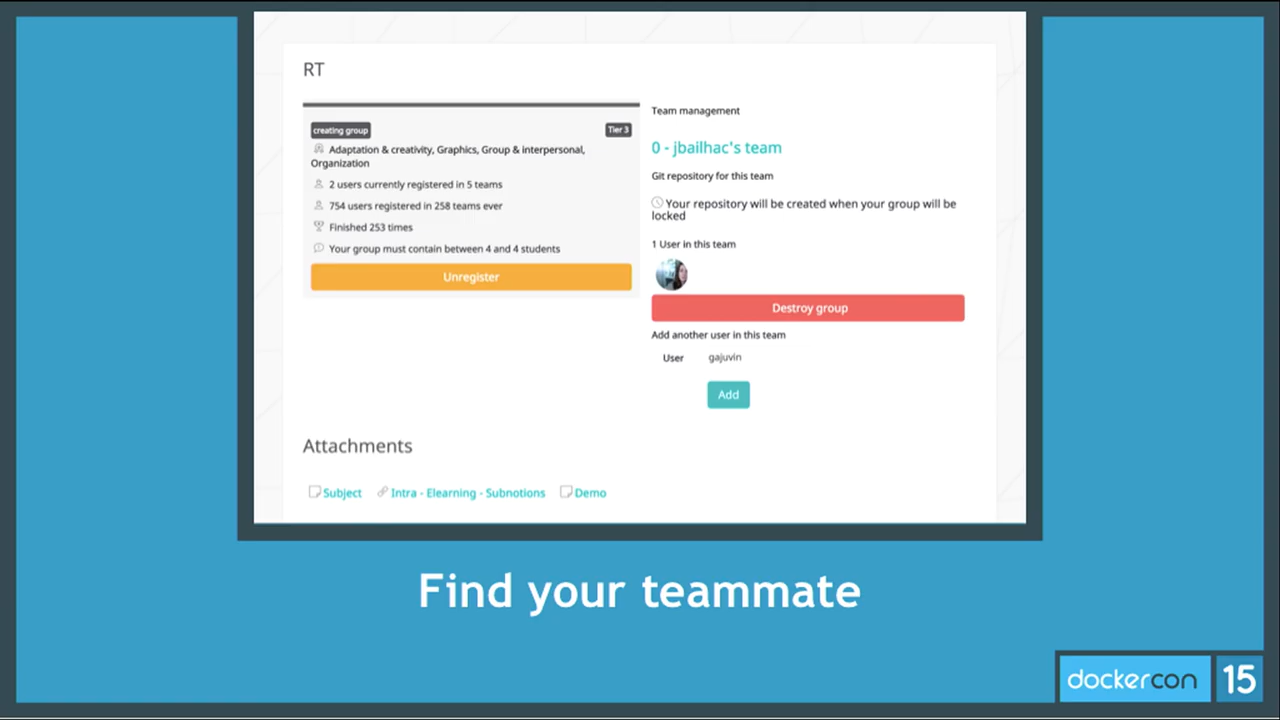 RT
creating group
Tier 3
Adaptation & creativity, Graphics, Group & interpersonal,
Organization
2 users currently registered in 5 teams
754 users registered in 258 teams ever
Finished 253 times
Your group must contain between 4 and 4 students
Unregister
Team management
0 - jbailhac's team
Git repository for this team
Your repository will be created when your group will be
locked
1 User in this team
Destroy group
Add another user in this team
User gajuvin
Add
Attachments
Subject Intra - Elearning - Subnotions Demo
Find your teammate
dockercon 15